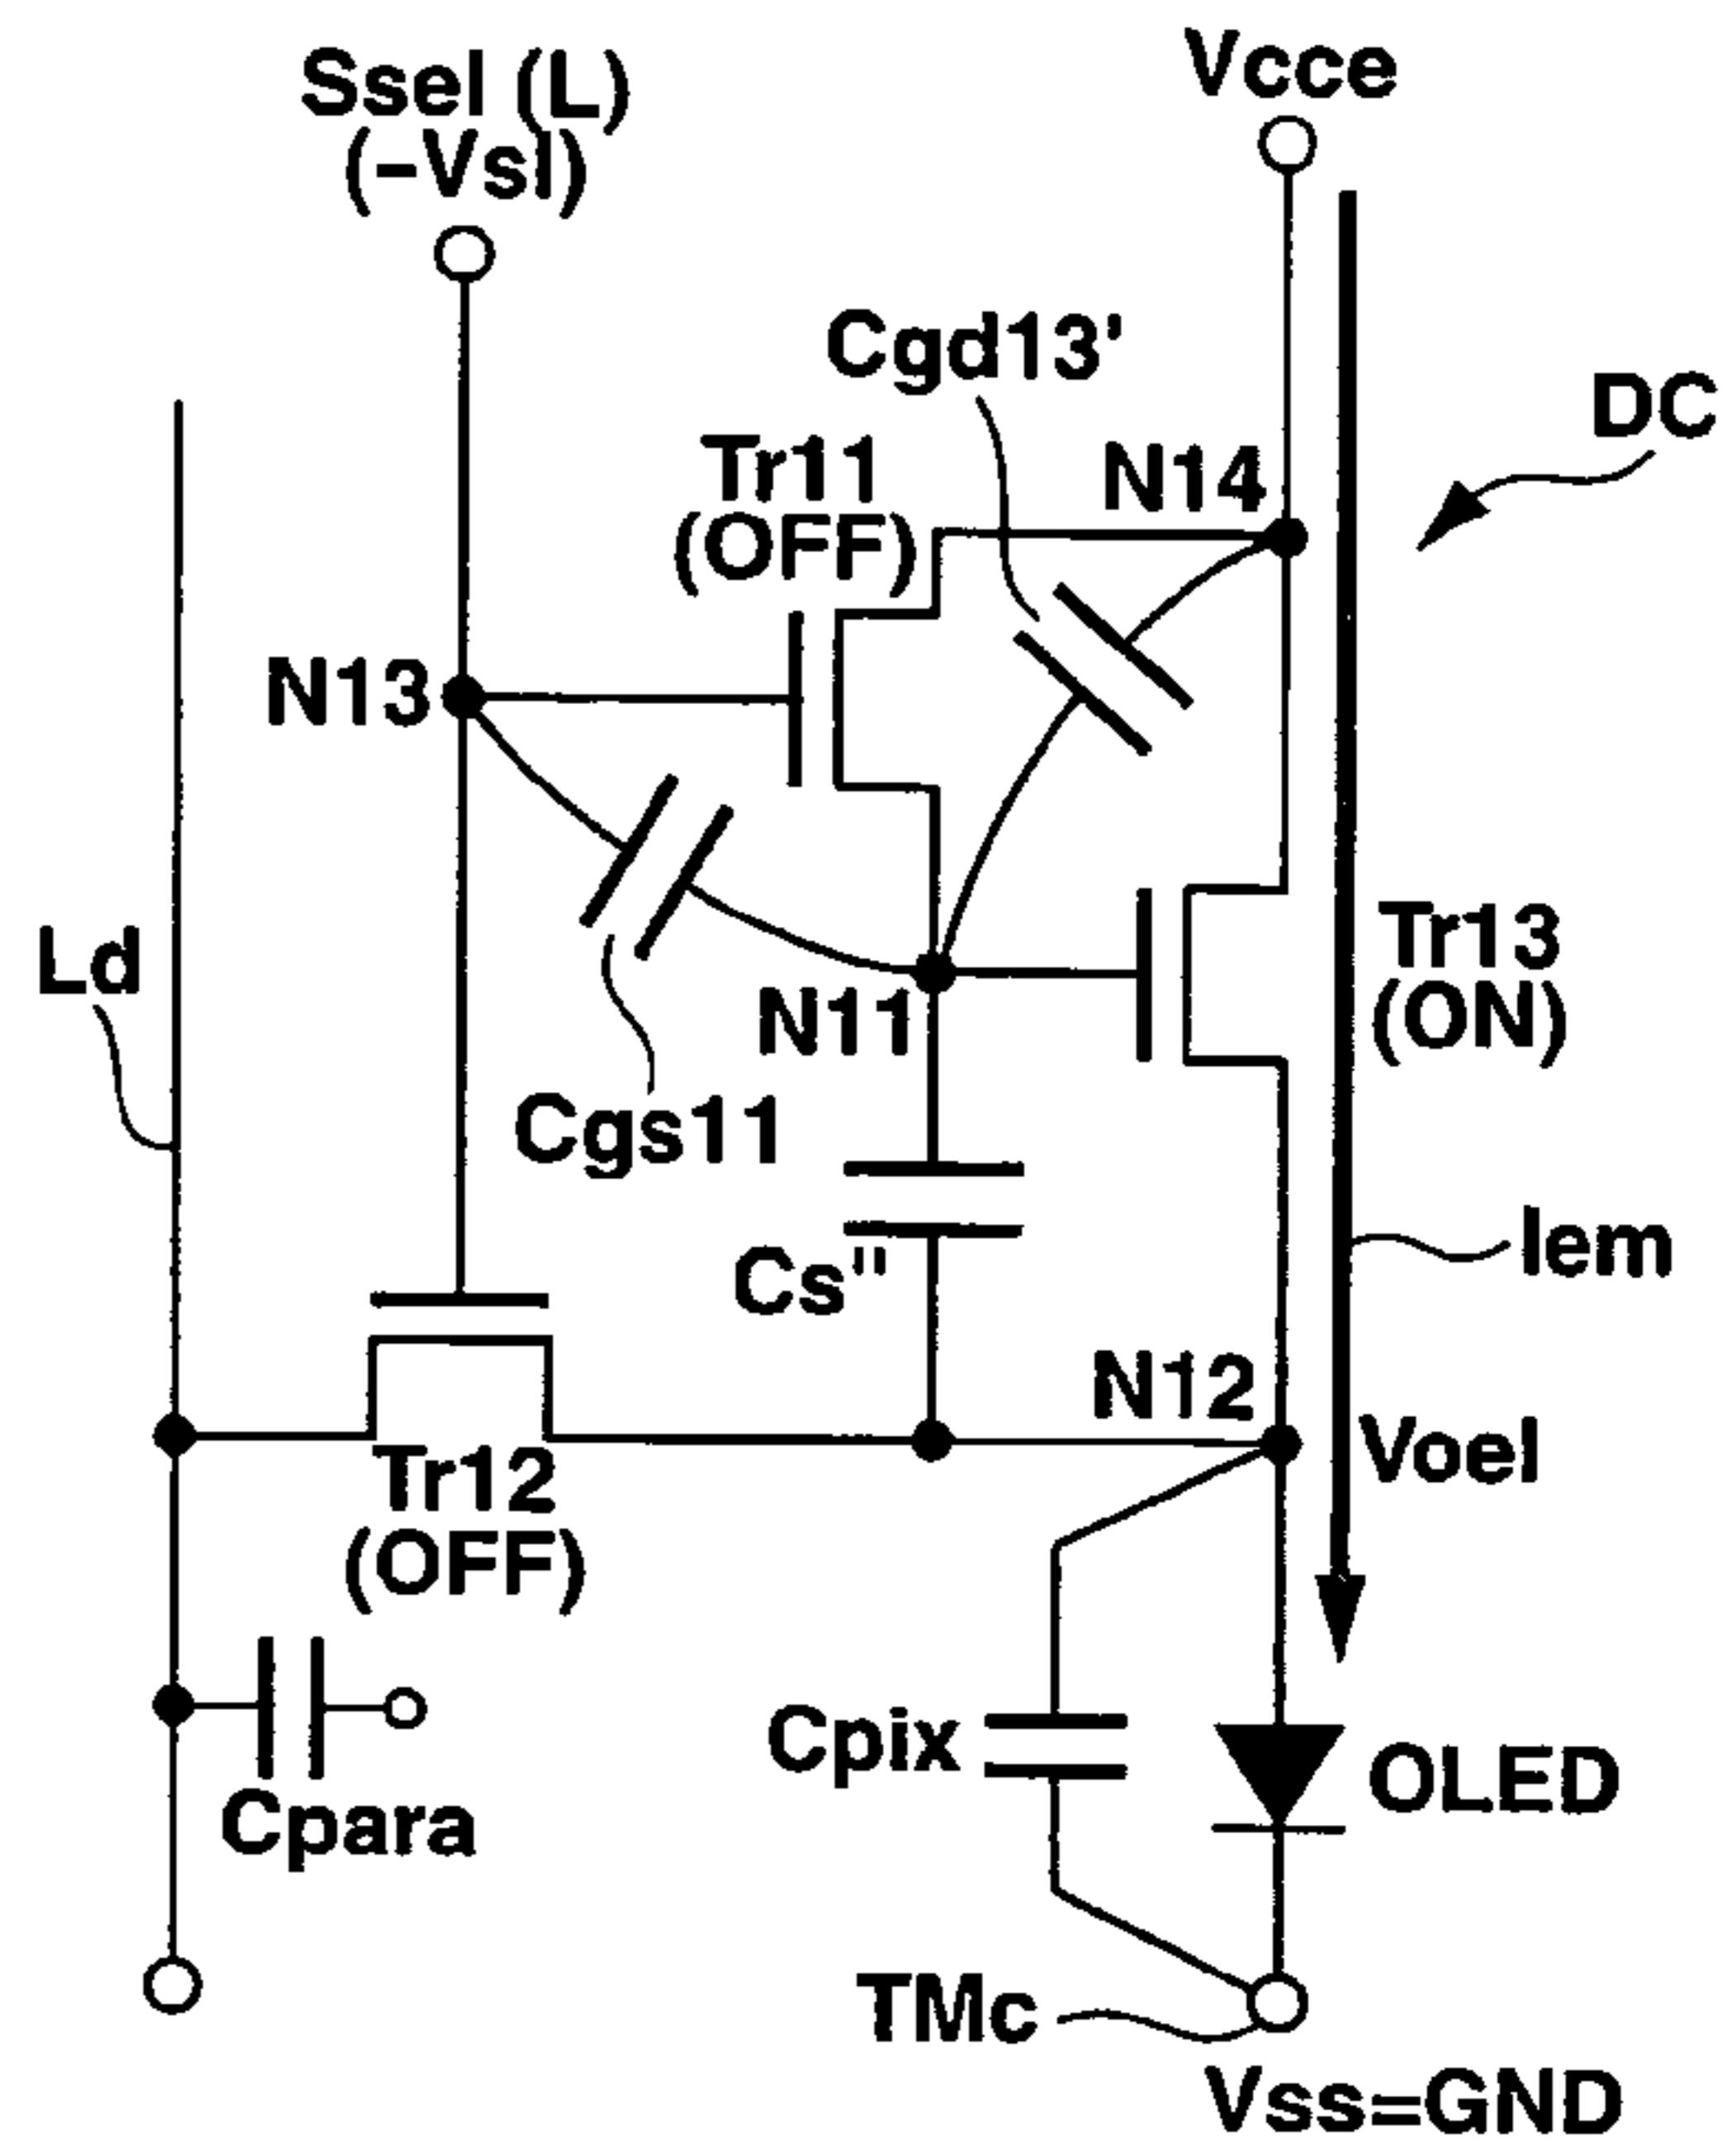 Ssel (L)
(-Vsl)
Vcce
Cgd13'
DC
Tr11
(OFF)
N14
N13
Ld
Tr13
(ON)
N11
Cgs11
Iem
Cs"
N12
Voel
Tr12
(OFF)
Cpix
OLED
Cpara
TMc
Vss=GND